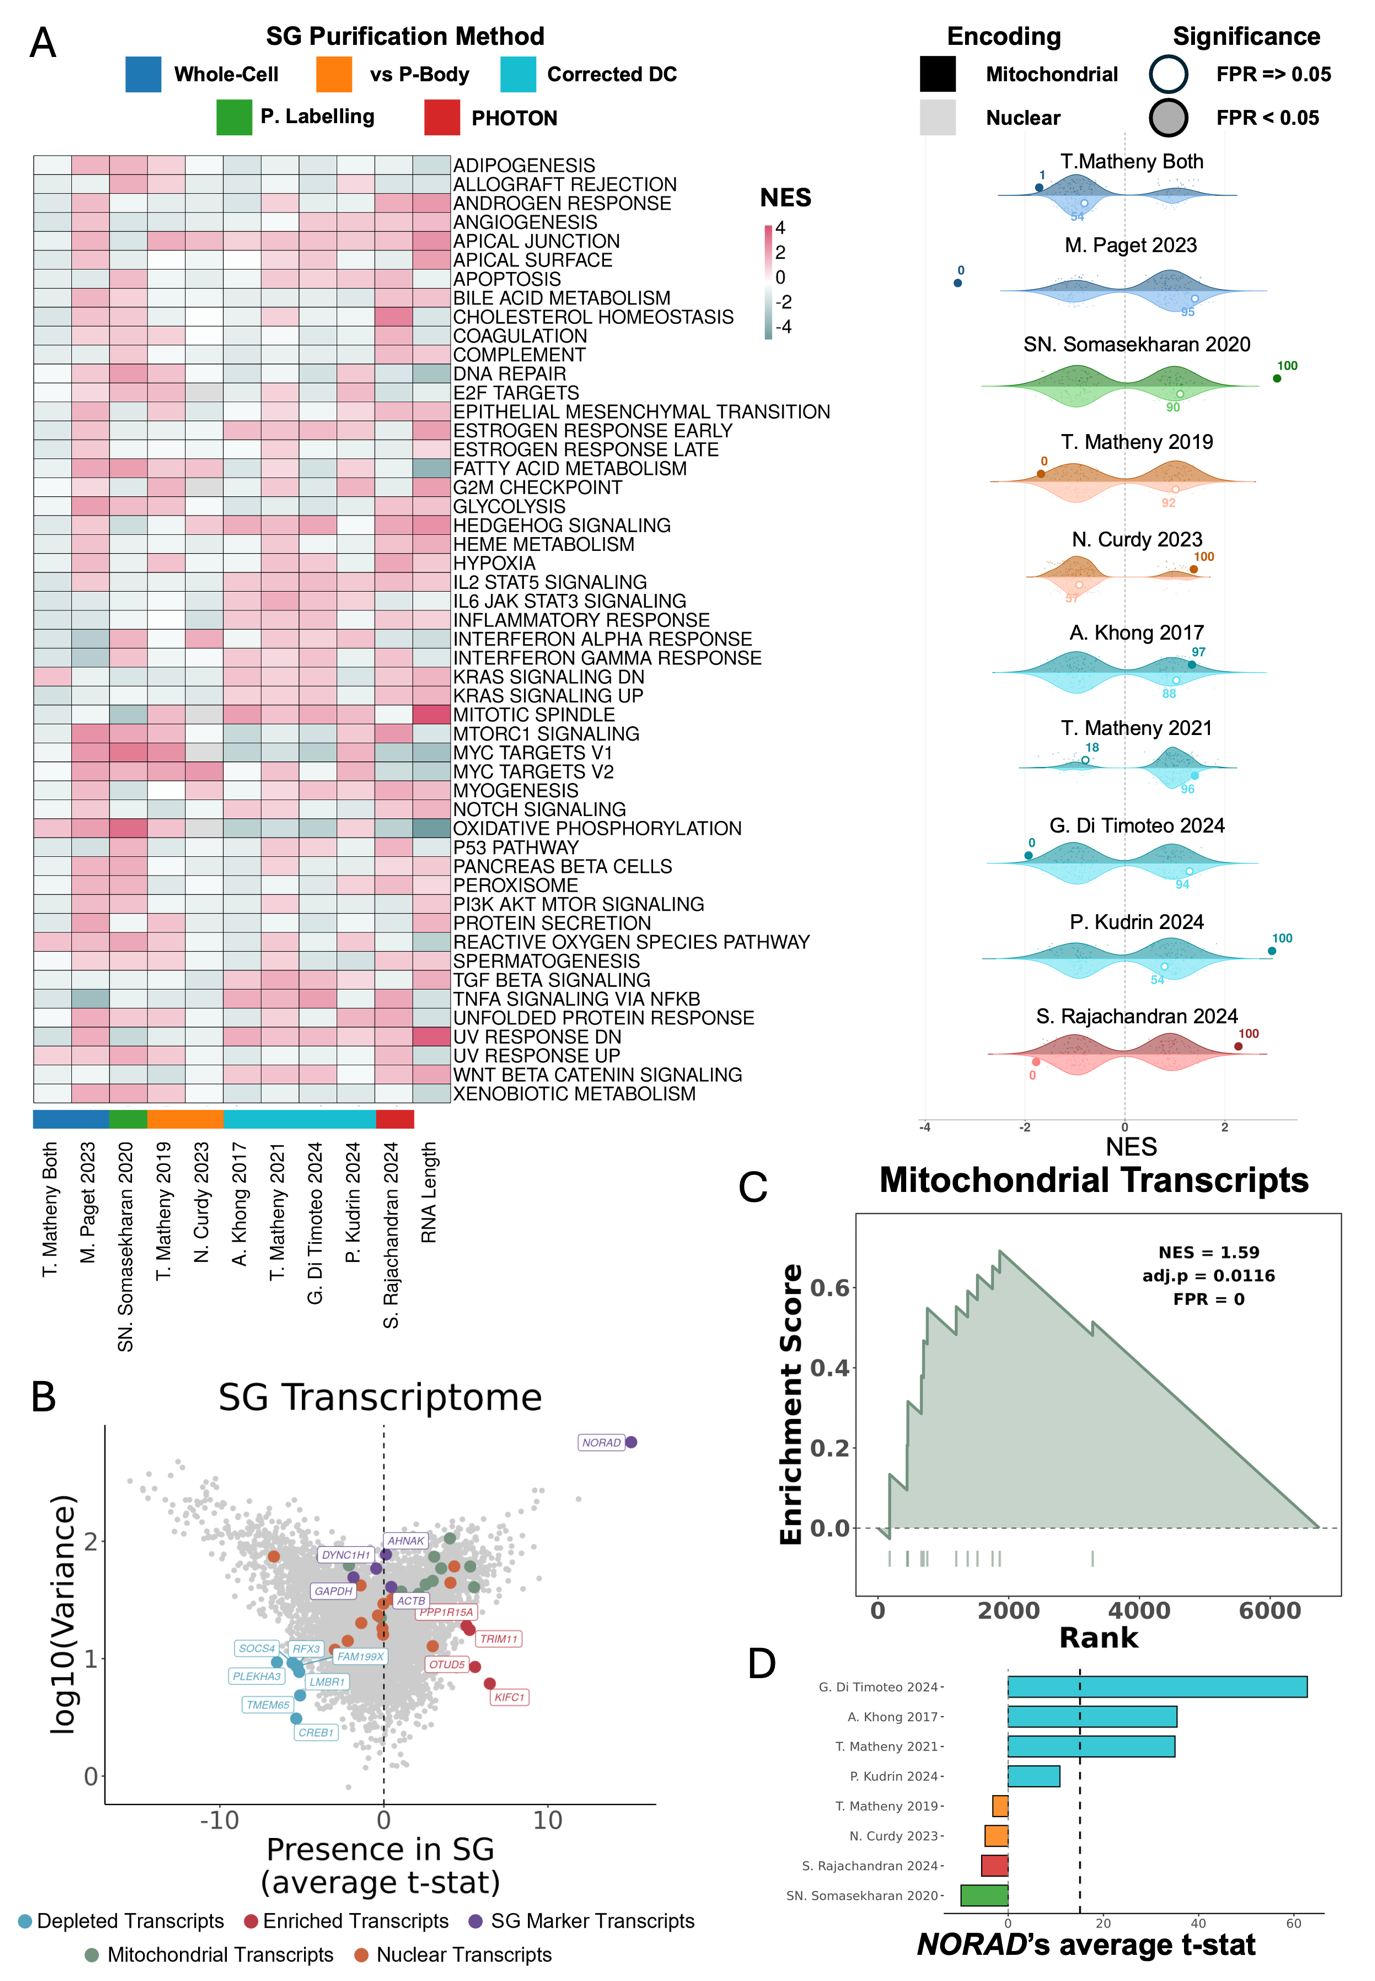 A
SG Purification Method
Whole-Cell
vs P-Body
Corrected DC
P. Labelling
PHOTON
Encoding
Significance
Mitochondrial
FPR => 0.05
Nuclear
FPR < 0.05
ADIPOGENESIS
ALLOGRAFT REJECTION
ANDROGEN RESPONSE
ANGIOGENESIS
APICAL JUNCTION
APICAL SURFACE
APOPTOSIS
BILE ACID METABOLISM
CHOLESTEROL HOMEOSTASIS
COAGULATION
COMPLEMENT
DNA REPAIR
E2F TARGETS
EPITHELIAL MESENCHYMAL TRANSITION
ESTROGEN RESPONSE EARLY
ESTROGEN RESPONSE LATE
FATTY ACID METABOLISM
G2M CHECKPOINT
GLYCOLYSIS
HEDGEHOG SIGNALING
HEME METABOLISM
HYPOXIA
IL2 STAT5 SIGNALING
IL6 JAK STAT3 SIGNALING
INFLAMMATORY RESPONSE
INTERFERON ALPHA RESPONSE
INTERFERON GAMMA RESPONSE
KRAS SIGNALING DN
KRAS SIGNALING UP
MITOTIC SPINDLE
MTORC1 SIGNALING
MYC TARGETS V1
MYC TARGETS V2
MYOGENESIS
NOTCH SIGNALING
OXIDATIVE PHOSPHORYLATION
P53 PATHWAY
PANCREAS BETA CELLS
PEROXISOME
PI3K AKT MTOR SIGNALING
PROTEIN SECRETION
REACTIVE OXYGEN SPECIES PATHWAY
SPERMATOGENESIS
TGF BETA SIGNALING
TNFA SIGNALING VIA NFKB
UNFOLDED PROTEIN RESPONSE
UV RESPONSE DN
UV RESPONSE UP
WNT BETA CATENIN SIGNALING
XENOBIOTIC METABOLISM
NES
4
2
0
-2
-4
T. Matheny Both
M. Paget 2023
SN. Somasekharan 2020
T. Matheny 2019
N. Curdy 2023
A. Khong 2017
T. Matheny 2021
G. Di Timoteo 2024
P. Kudrin 2024
S. Rajachandran 2024
RNA Length
T.Matheny Both
1
54
M. Paget 2023
0
95
SN. Somasekharan 2020
100
90
T. Matheny 2019
0
92
N. Curdy 2023
100
57
A. Khong 2017
97
88
T. Matheny 2021
18
96
G. Di Timoteo 2024
0
94
P. Kudrin 2024
100
54
S. Rajachandran 2024
100
0
-4
-2
0
2
NES
C
Mitochondrial Transcripts
NES = 1.59
adj.p = 0.0116
FPR = 0
Enrichment Score
0.6
0.4
0.2
0.0
0
2000
4000
6000
Rank
B
SG Transcriptome
NORAD
AHNAK
DYNC1H1
GAPDH
ACTB
PPP1R15A
TRIM11
SOCS4
RFX3
FAM199X
OTUD5
PLEKHA3
LMBR1
KIFC1
TMEM65
CREB1
log10(Variance)
2
1
0
-10
0
10
Presence in SG
(average t-stat)
Depleted Transcripts
Enriched Transcripts
SG Marker Transcripts
Mitochondrial Transcripts
Nuclear Transcripts
D
G. Di Timoteo 2024
A. Khong 2017
T. Matheny 2021
P. Kudrin 2024
T. Matheny 2019
N. Curdy 2023
S. Rajachandran 2024
SN. Somasekharan 2020
0
20
40
60
NORAD's average t-stat